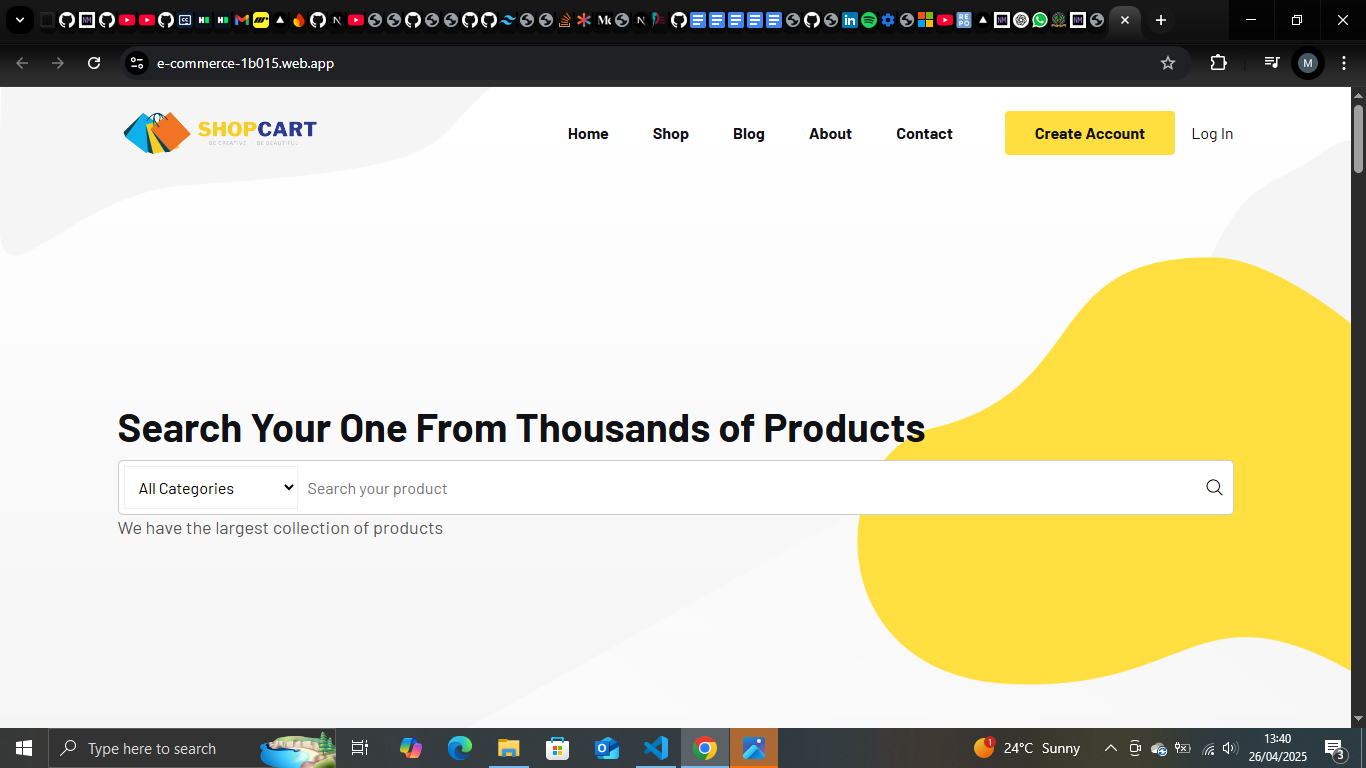 e-commerce-1b015.web.app
M
SHOPCART
BE CREATIVE BE BEAUTIFUL
Home
Shop
Blog
About
Contact
Create Account
Log In
Search Your One From Thousands of Products
All Categories
Search your product
We have the largest collection of products
Type here to search
1
24°C Sunny
13:40
26/04/2025
3